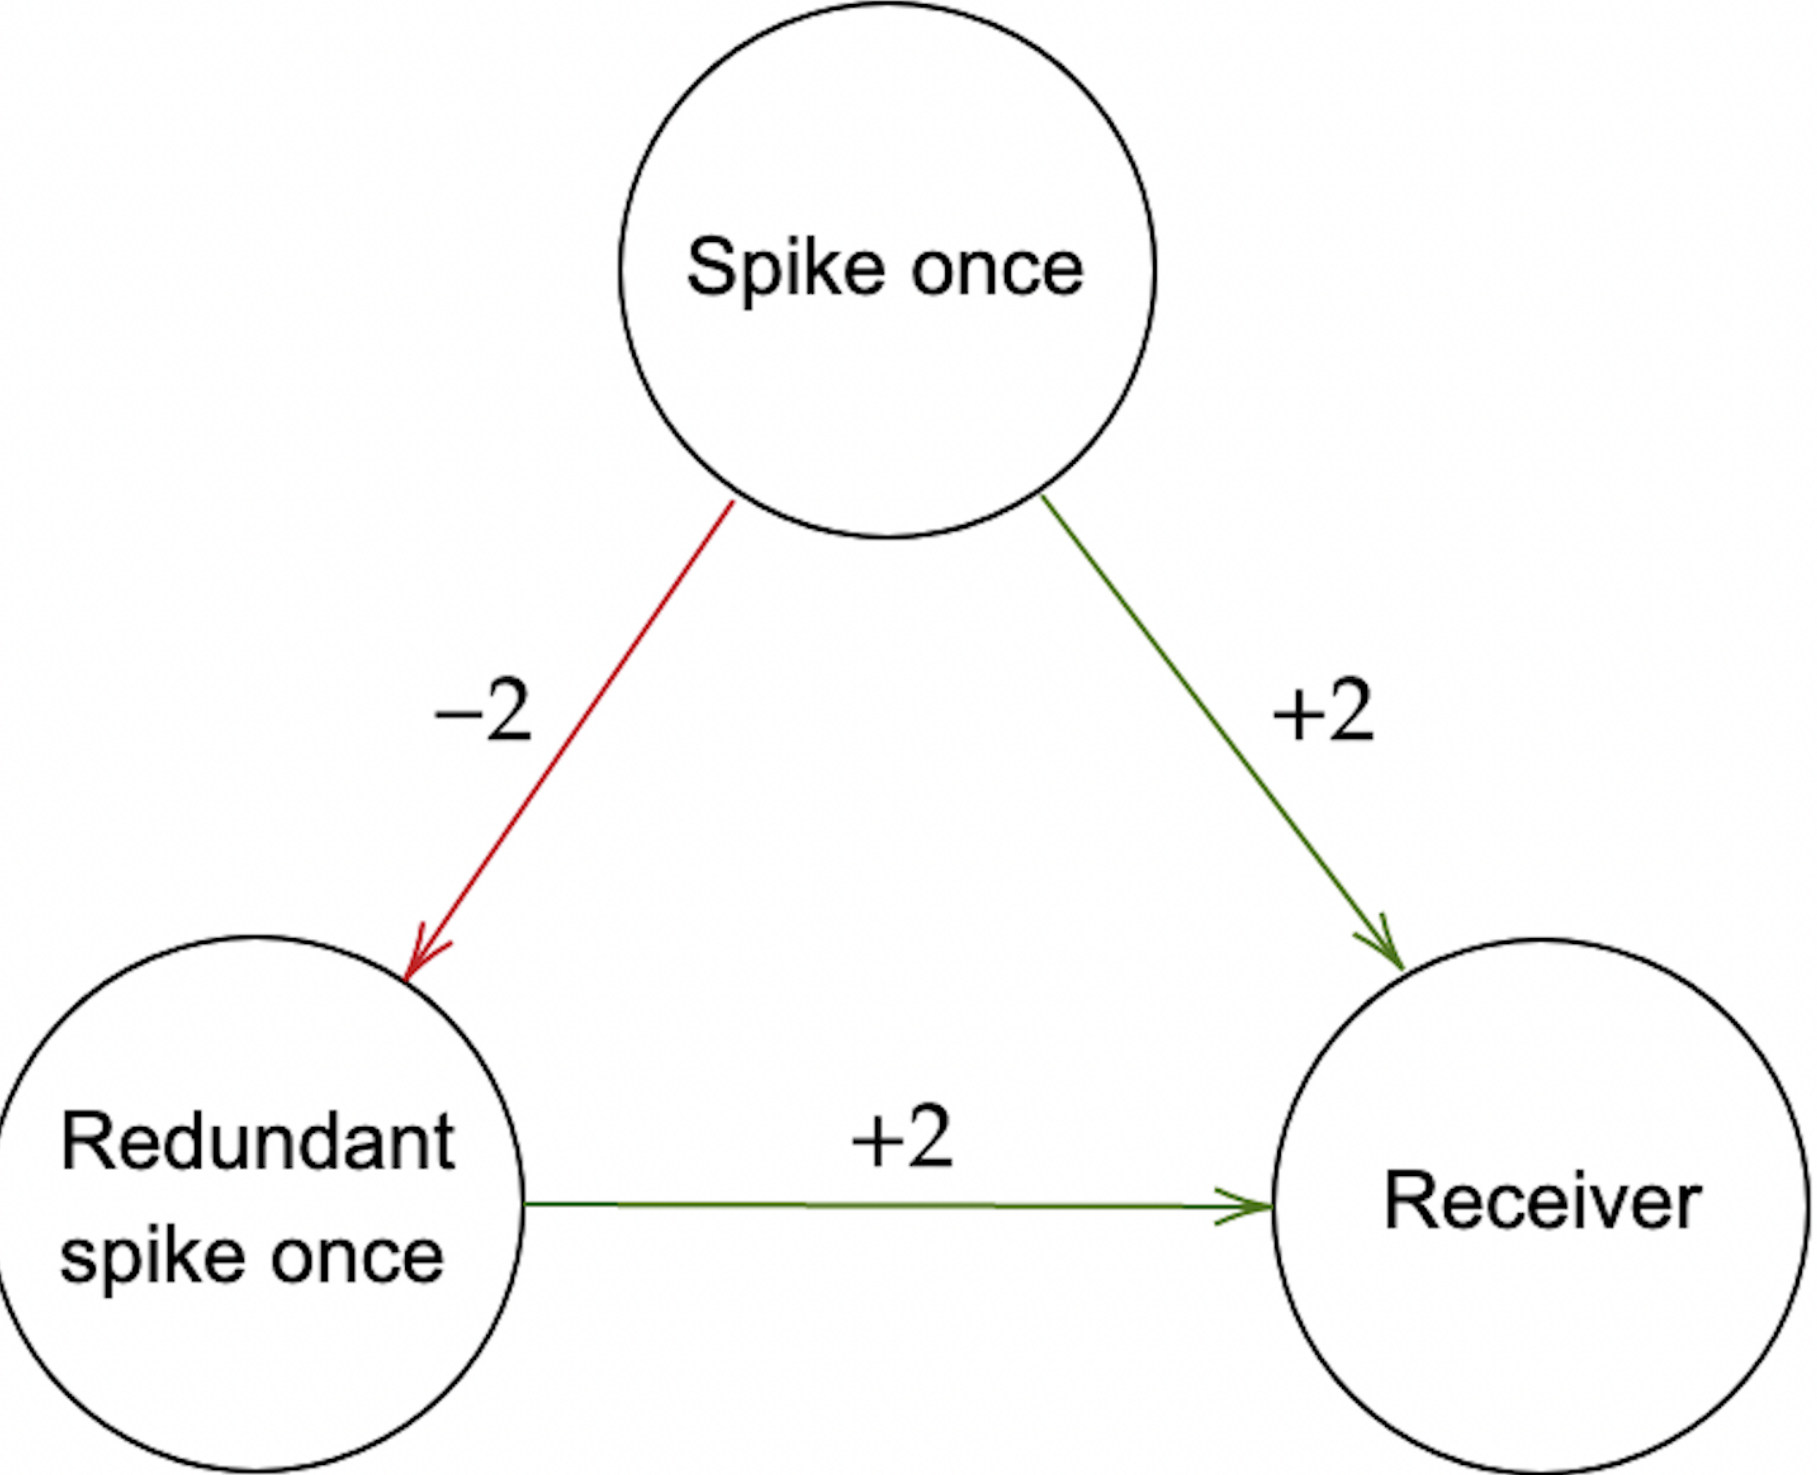 Spike once
−2
+2
Redundant
spike once
+2
Receiver